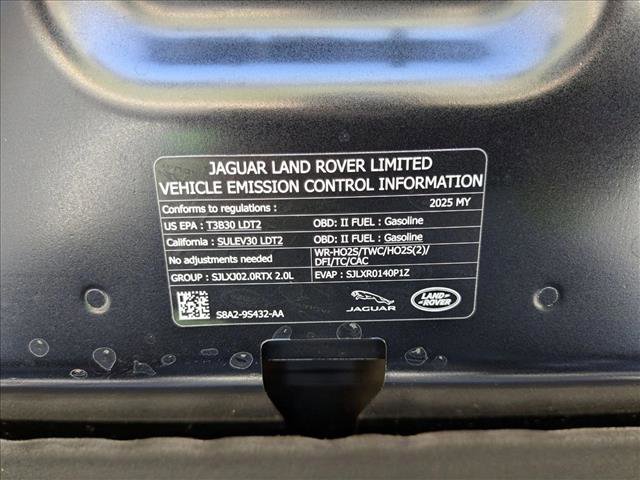 JAGUAR LAND ROVER LIMITED
VEHICLE EMISSION CONTROL INFORMATION
Conforms to regulations : 2025 MY
US EPA : T3B30 LDT2 OBD: II FUEL : Gasoline
California : SULEV30 LDT2 OBD: II FUEL : Gasoline
No adjustments needed WR-HO2S/TWC/HO2S(2)/
DFI/TC/CAC
GROUP : SJLXJ02.0RTX 2.0L EVAP : SJLXR0140P1Z
S8A2-9S432-AA
JAGUAR
LAND
ROVER